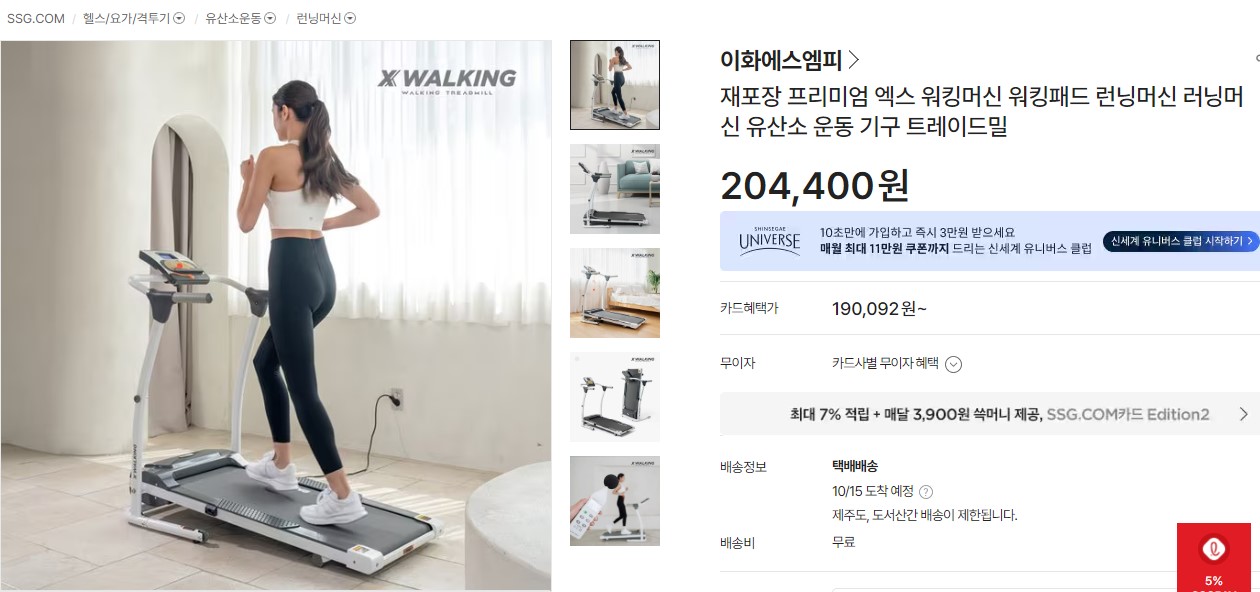 SSG.COM / 헬스/요가/격투기 / 유산소운동 / 런닝머신
X WALKING
WALKING TREADMILL
이화에스엠피
재포장 프리미엄 엑스 워킹머신 워킹패드 런닝머신 러닝머
신 유산소 운동 기구 트레이드밀
204,400원
SHINSEGAE
UNIVERSE
10초만에 가입하고 즉시 3만원 받으세요
매월 최대 11만원 쿠폰까지 드리는 신세계 유니버스 클럽
신세계 유니버스 클럽 시작하기
카드혜택가 190,092원~
무이자 카드사별 무이자 혜택
최대 7% 적립 + 매달 3,900원 쓱머니 제공, SSG.COM카드 Edition2
배송정보 택배배송
10/15 도착 예정 ?
제주도, 도서산간 배송이 제한됩니다.
배송비 무료
5%